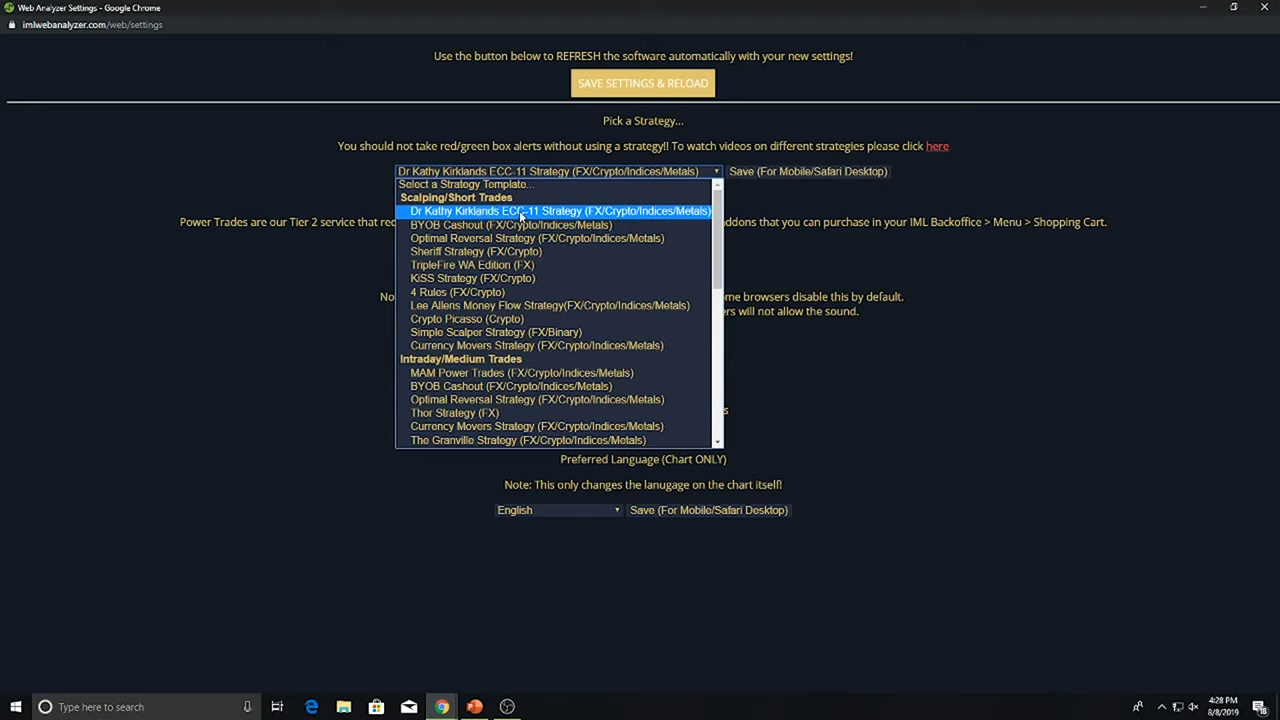 Web Analyzer Settings - Google Chrome
imlwebanalyzer.com/web/settings
Use the button below to REFRESH the software automatically with your new settings!
SAVE SETTINGS & RELOAD
Pick a Strategy...
You should not take red/green box alerts without using a strategy!! To watch videos on different strategies please click here
Dr Kathy Kirklands ECC-11 Strategy (FX/Crypto/Indices/Metals) Save (For Mobile/Safari Desktop)
Select a Strategy Template...
Scalping/Short Trades
Dr Kathy Kirklands ECC-11 Strategy (FX/Crypto/Indices/Metals)
Power Trades are our Tier 2 service that req ddons that you can purchase in your IML Backoffice > Menu > Shopping Cart.
BYOB Cashout (FX/Crypto/Indices/Metals)
Optimal Reversal Strategy (FX/Crypto/Indices/Metals)
Sheriff Strategy (FX/Crypto)
TripleFire WA Edition (FX)
KiSS Strategy (FX/Crypto)
4 Rules (FX/Crypto)
No me browsers disable this by default.
Lee Allens Money Flow Strategy(FX/Crypto/Indices/Metals)
rs will not allow the sound.
Crypto Picasso (Crypto)
Simple Scalper Strategy (FX/Binary)
Currency Movers Strategy (FX/Crypto/Indices/Metals)
Intraday/Medium Trades
MAM Power Trades (FX/Crypto/Indices/Metals)
BYOB Cashout (FX/Crypto/Indices/Metals)
Optimal Reversal Strategy (FX/Crypto/Indices/Metals)
Thor Strategy (FX) s
Currency Movers Strategy (FX/Crypto/Indices/Metals)
The Granville Strategy (FX/Crypto/Indices/Metals)
Preferred Language (Chart ONLY)
Note: This only changes the lanugage on the chart itself!
English Save (For Mobile/Safari Desktop)
Type here to search
4:28 PM
8/8/2019
18